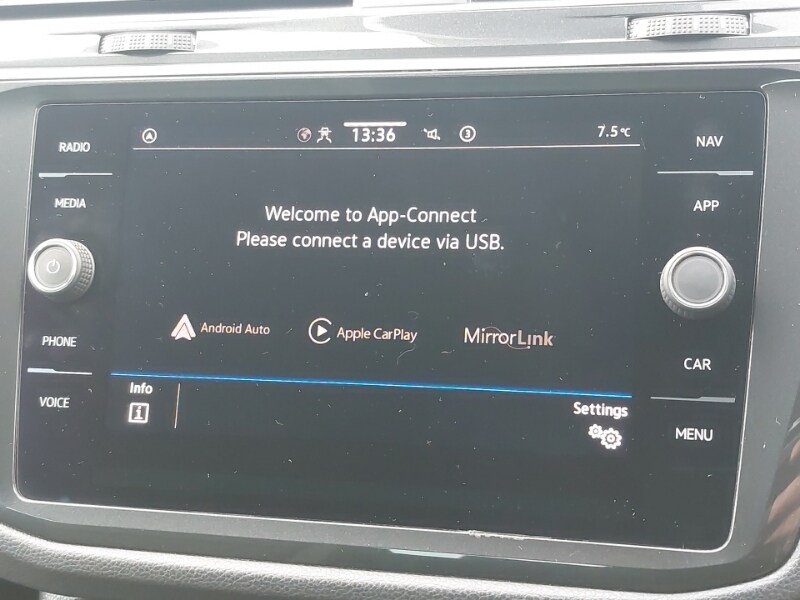 RADIO
MEDIA
PHONE
VOICE
13:36
3
7.5°C
Welcome to App-Connect
Please connect a device via USB.
Android Auto
Apple CarPlay
MirrorLink
Info
i
Settings
NAV
APP
CAR
MENU